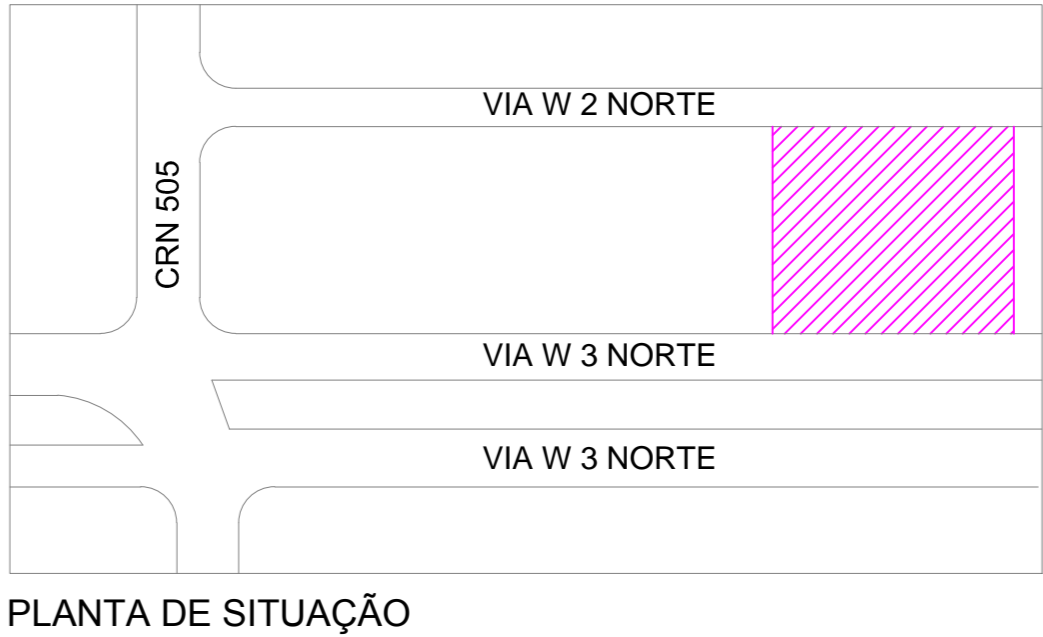 VIA W 2 NORTE
CRN 505
VIA W 3 NORTE
VIA W 3 NORTE
PLANTA DE SITUAÇÃO